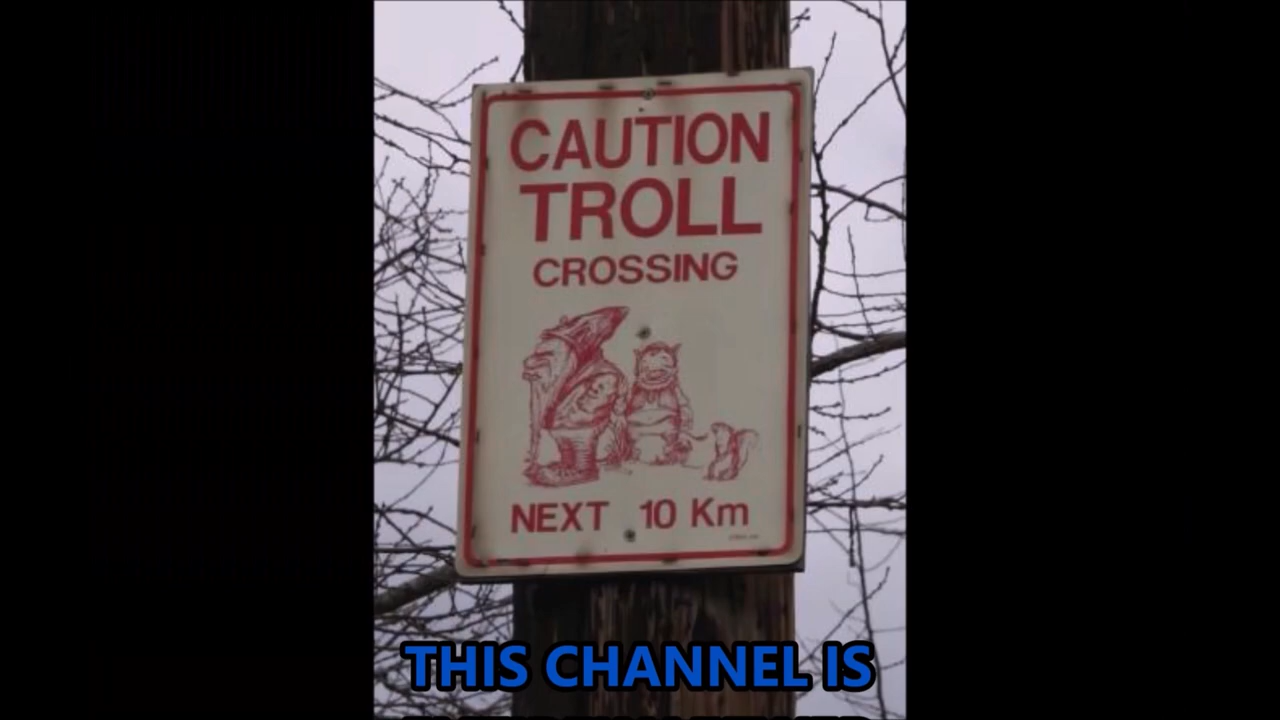 CAUTION
TROLL
CROSSING
NEXT 10 Km
THIS CHANNEL IS